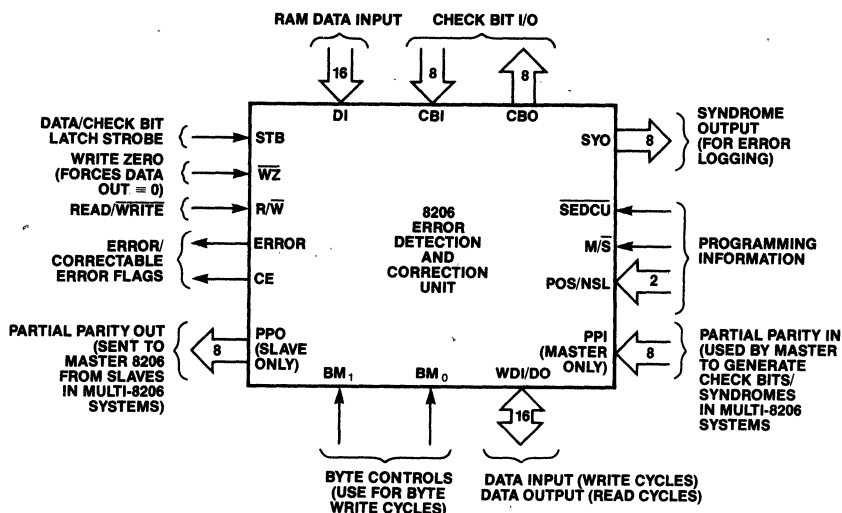 RAM DATA INPUT
CHECK BIT I/O
16
8
8
DI
CBI
CBO
DATA/CHECK BIT
LATCH STROBE
STB
WRITE ZERO
(FORCES DATA
OUT ≡ 0)
W̅Z̅
READ/W̅R̅I̅T̅E̅
R/W̅
ERROR/
CORRECTABLE
ERROR FLAGS
ERROR
CE
PARTIAL PARITY OUT
(SENT TO
MASTER 8206
FROM SLAVES
IN MULTI-8206
SYSTEMS)
8
PPO
(SLAVE
ONLY)
8206
ERROR
DETECTION
AND
CORRECTION
UNIT
SYO
8
SYNDROME
OUTPUT
(FOR ERROR
LOGGING)
S̅E̅D̅C̅U̅
M/S̅
POS/NSL
2
PROGRAMMING
INFORMATION
PPI
(MASTER
ONLY)
8
PARTIAL PARITY IN
(USED BY MASTER
TO GENERATE
CHECK BITS/
SYNDROMES
IN MULTI-8206
SYSTEMS
BM₁
BM₀
WDI/DO
16
BYTE CONTROLS
(USE FOR BYTE
WRITE CYCLES)
DATA INPUT (WRITE CYCLES)
DATA OUTPUT (READ CYCLES)